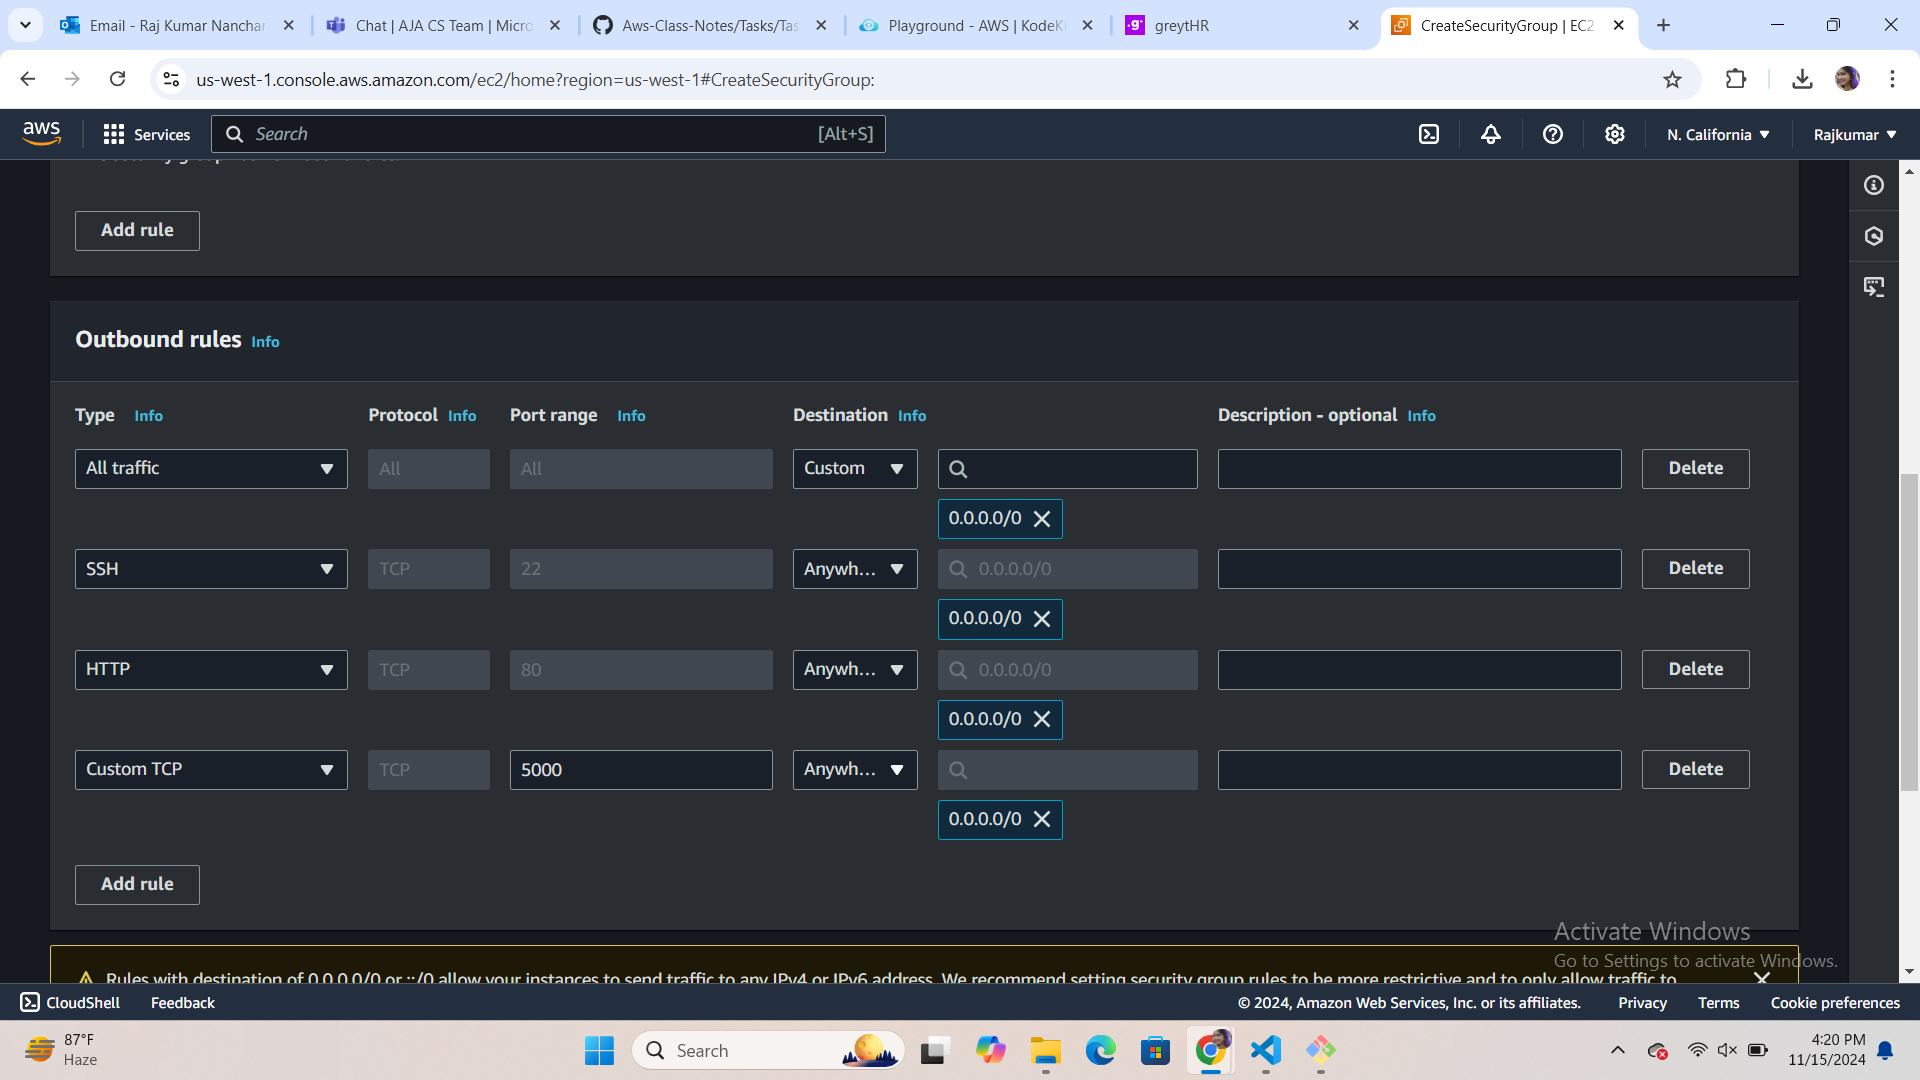 Email - Raj Kumar Nanchar
Chat | AJA CS Team | Micro
Aws-Class-Notes/Tasks/Tas
Playground - AWS | KodeK
greytHR
CreateSecurityGroup | EC2
us-west-1.console.aws.amazon.com/ec2/home?region=us-west-1#CreateSecurityGroup:
aws
Services
Search
[Alt+S]
N. California
Rajkumar
Add rule
Outbound rules Info
Type Info
Protocol Info
Port range Info
Destination Info
Description - optional Info
All traffic
All
All
Custom
Delete
0.0.0.0/0
SSH
TCP
22
Anywh...
0.0.0.0/0
Delete
0.0.0.0/0
HTTP
TCP
80
Anywh...
0.0.0.0/0
Delete
0.0.0.0/0
Custom TCP
TCP
5000
Anywh...
Delete
0.0.0.0/0
Add rule
Activate Windows
Go to Settings to activate Windows.
Rules with destination of 0.0.0.0/0 or ::/0 allow your instances to send traffic to any IPv4 or IPv6 address. We recommend setting security group rules to be more restrictive and to only allow traffic to
CloudShell
Feedback
© 2024, Amazon Web Services, Inc. or its affiliates.
Privacy
Terms
Cookie preferences
87°F
Haze
Search
4:20 PM
11/15/2024